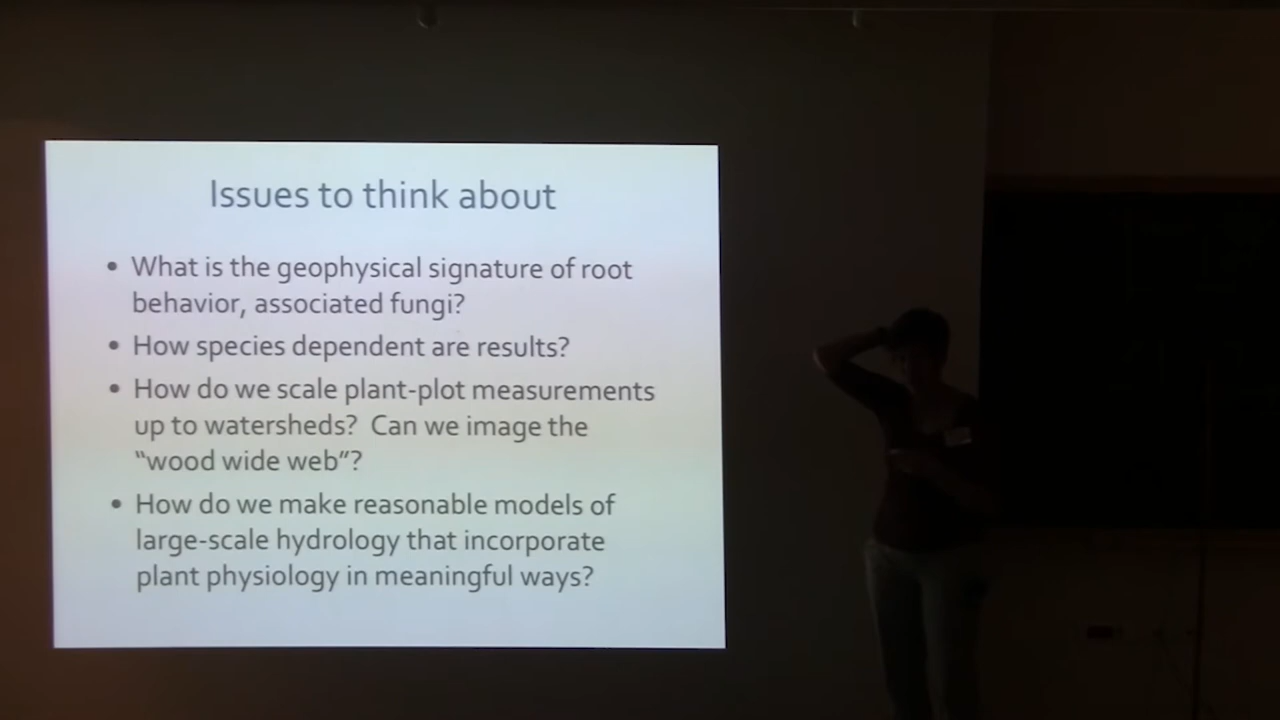 Issues to think about
• What is the geophysical signature of root
behavior, associated fungi?
• How species dependent are results?
• How do we scale plant-plot measurements
up to watersheds?  Can we image the
“wood wide web”?
• How do we make reasonable models of
large-scale hydrology that incorporate
plant physiology in meaningful ways?